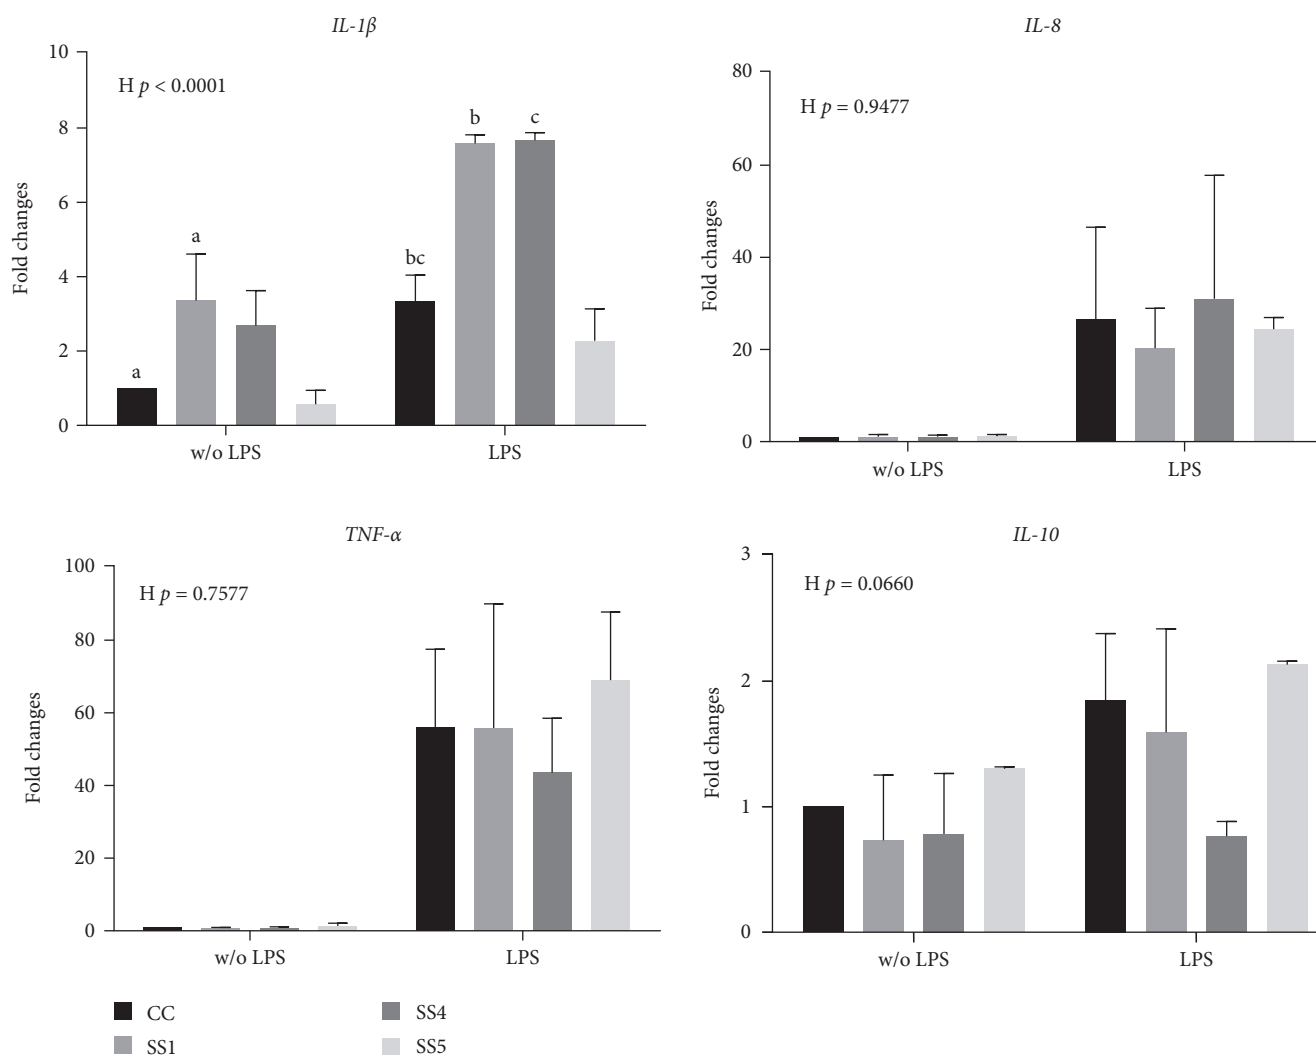 IL-1β
10
8
6
4
2
0
Fold changes
H p < 0.0001
a
a
bc
b
c
w/o LPS
LPS
IL-8
80
60
40
20
0
Fold changes
H p = 0.9477
w/o LPS
LPS
TNF-α
100
80
60
40
20
0
Fold changes
H p = 0.7577
w/o LPS
LPS
IL-10
3
2
1
0
Fold changes
H p = 0.0660
w/o LPS
LPS
CC
SS1
SS4
SS5